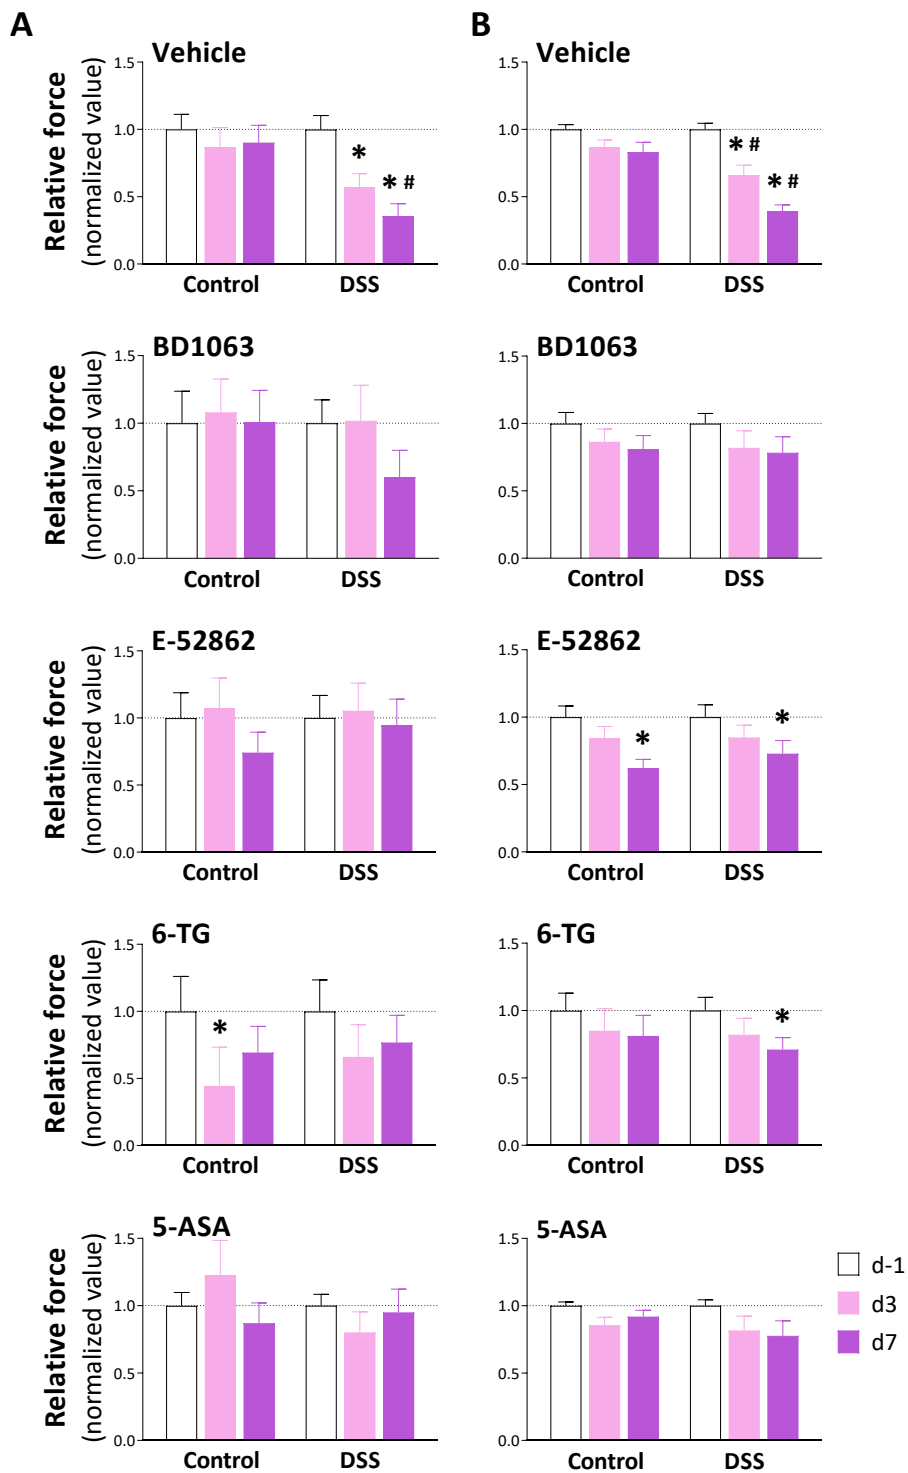 A
B
Vehicle
Relative force
(normalized value)
1.5
1.0
0.5
0.0
*
* #
Control
DSS
Vehicle
1.5
1.0
0.5
0.0
* #
* #
Control
DSS
BD1063
Relative force
(normalized value)
1.5
1.0
0.5
0.0
Control
DSS
BD1063
1.5
1.0
0.5
0.0
Control
DSS
E-52862
Relative force
(normalized value)
1.5
1.0
0.5
0.0
Control
DSS
E-52862
1.5
1.0
0.5
0.0
*
*
Control
DSS
6-TG
Relative force
(normalized value)
1.5
1.0
0.5
0.0
*
Control
DSS
6-TG
1.5
1.0
0.5
0.0
*
Control
DSS
5-ASA
Relative force
(normalized value)
1.5
1.0
0.5
0.0
Control
DSS
5-ASA
1.5
1.0
0.5
0.0
Control
DSS
d-1
d3
d7